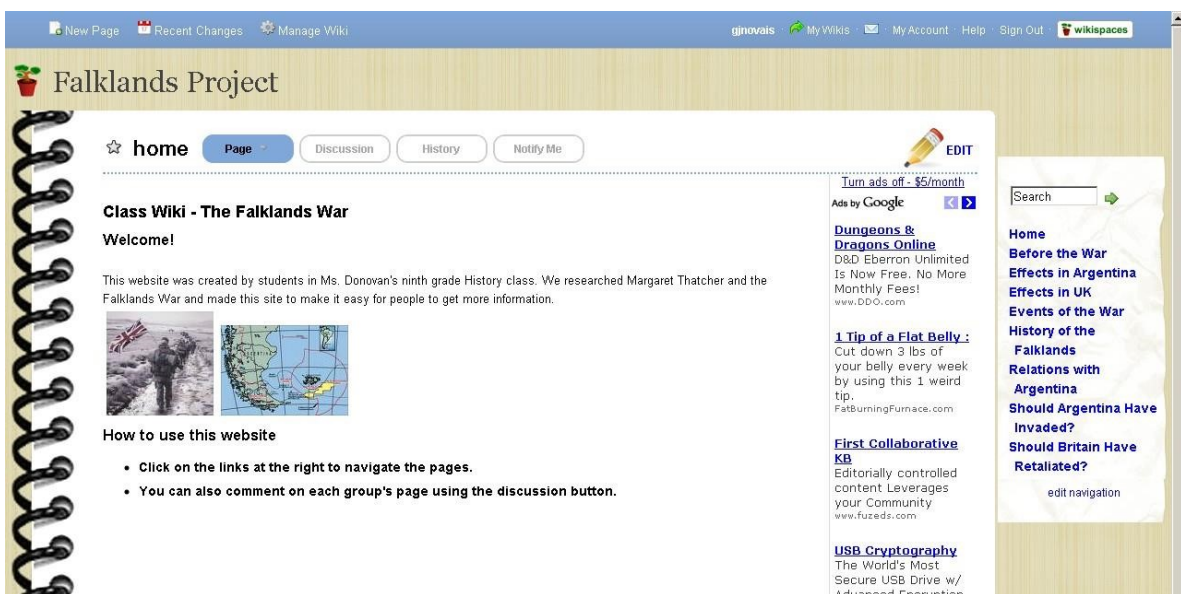 New Page Recent Changes Manage Wiki
gjnovais · My Wikis · · My Account · Help · Sign Out · wikispaces
Falklands Project
home Page Discussion History Notify Me EDIT
Class Wiki - The Falklands War
Welcome!
This website was created by students in Ms. Donovan's ninth grade History class. We researched Margaret Thatcher and the
Falklands War and made this site to make it easy for people to get more information.
How to use this website
• Click on the links at the right to navigate the pages.
• You can also comment on each group's page using the discussion button.
Turn ads off - $5/month
Ads by Google
Dungeons &
Dragons Online
D&D Eberron Unlimited
Is Now Free. No More
Monthly Fees!
www.DDO.com
1 Tip of a Flat Belly :
Cut down 3 lbs of
your belly every week
by using this 1 weird
tip.
FatBurningFurnace.com
First Collaborative
KB
Editorially controlled
content Leverages
your Community
www.fuzeds.com
USB Cryptography
The World's Most
Secure USB Drive w/
Advanced Encryption
Search
Home
Before the War
Effects in Argentina
Effects in UK
Events of the War
History of the
Falklands
Relations with
Argentina
Should Argentina Have
Invaded?
Should Britain Have
Retaliated?
edit navigation